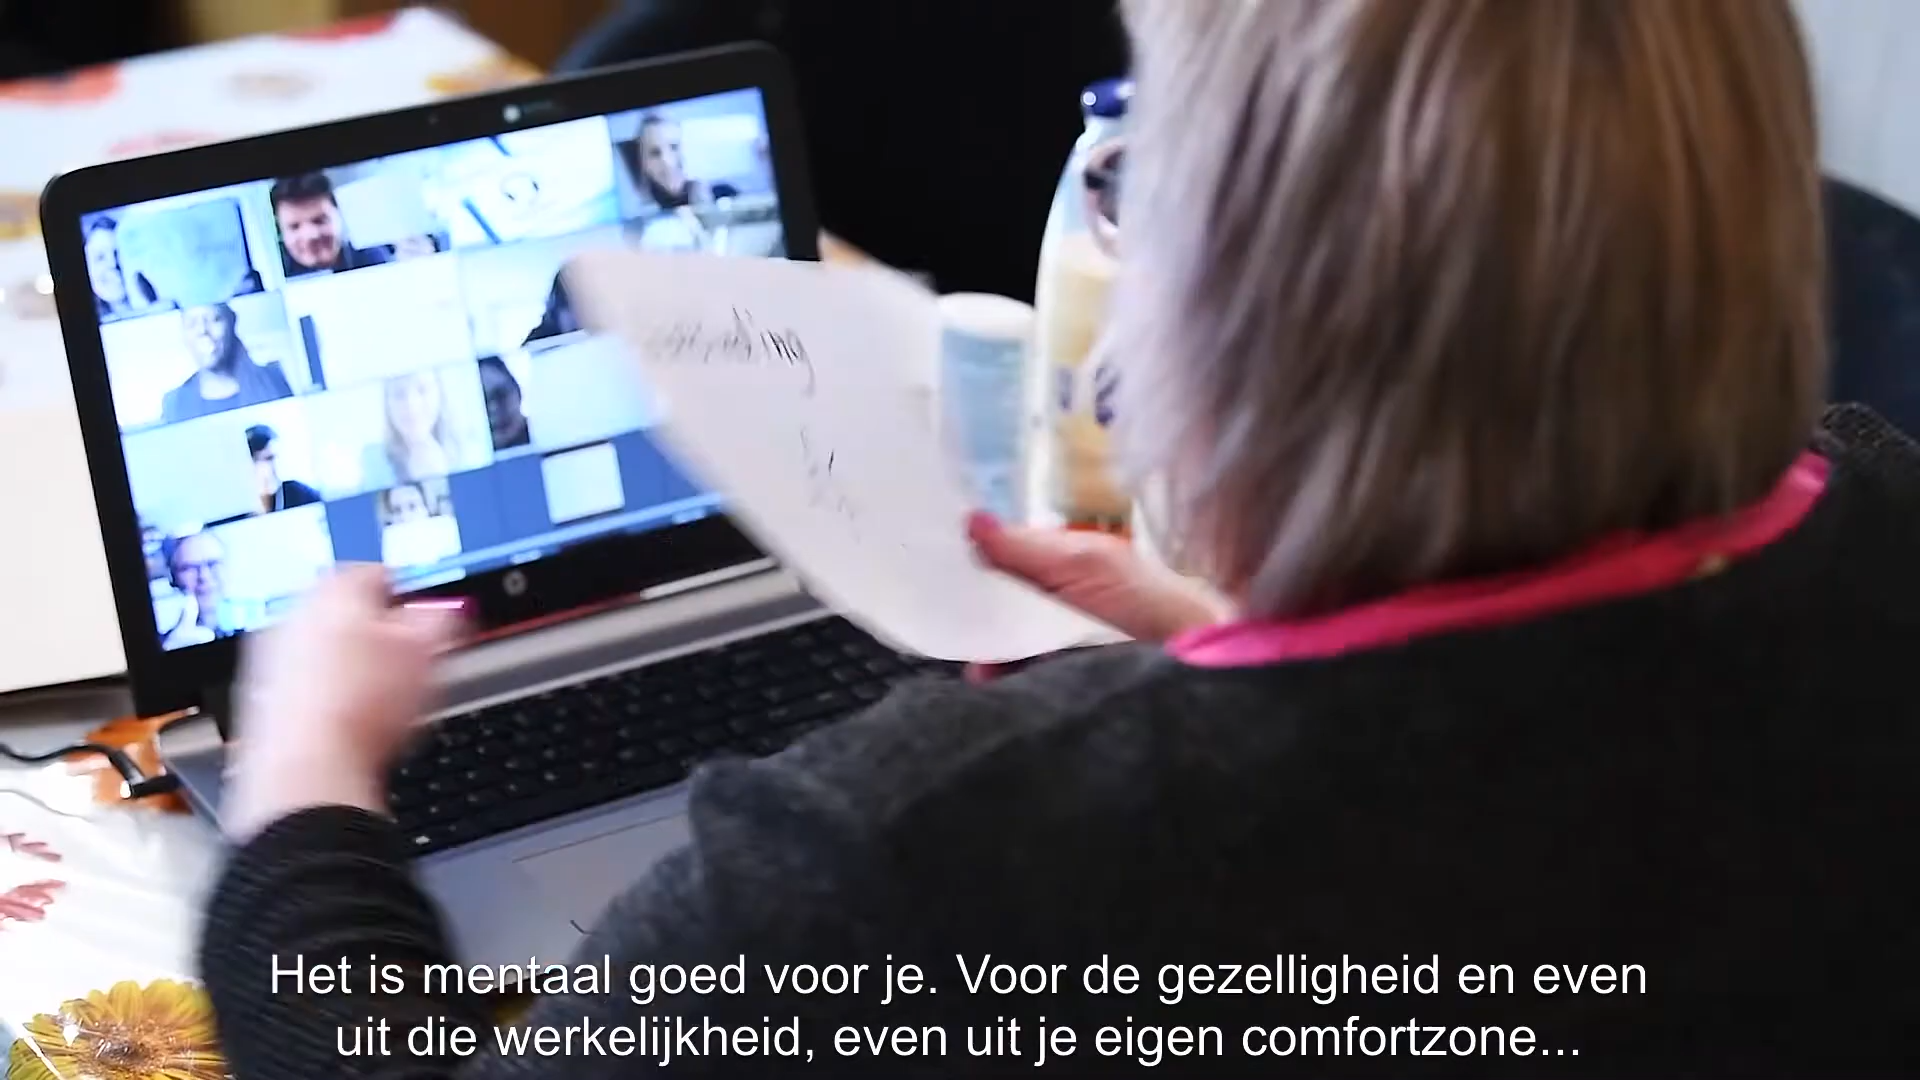 Het is mentaal goed voor je. Voor de gezelligheid en even
uit die werkelijkheid, even uit je eigen comfortzone...